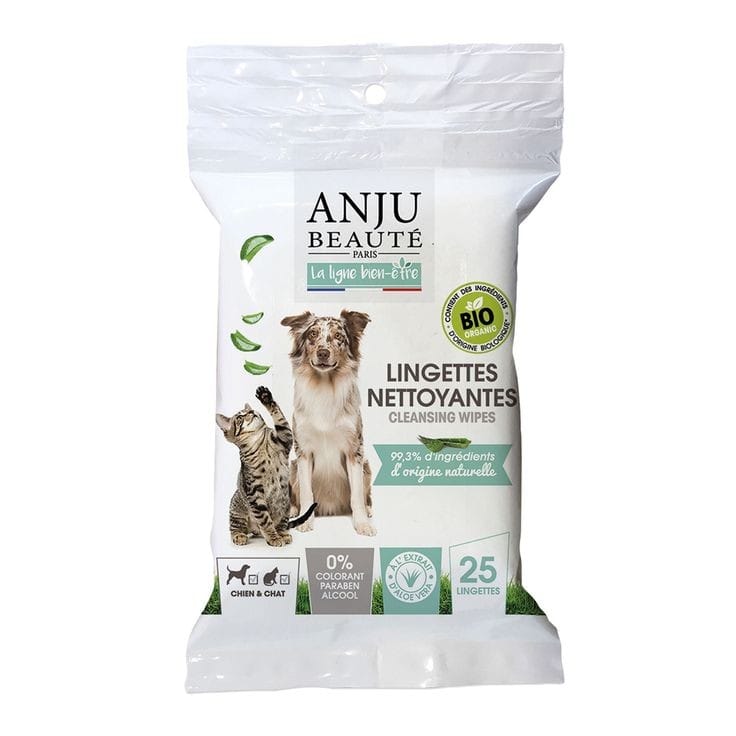 ANJU
BEAUTÉ
PARIS
La ligne bien-être
CONTIENT DES INGRÉDIENTS
D'ORIGINE BIOLOGIQUE*
BIO
ORGANIC
LINGETTES
NETTOYANTES
CLEANSING WIPES
99,3% d'ingrédients
d'origine naturelle
CHIEN & CHAT
0%
COLORANT
PARABEN
ALCOOL
À L'EXTRAIT
D'ALOE VERA
25
LINGETTES